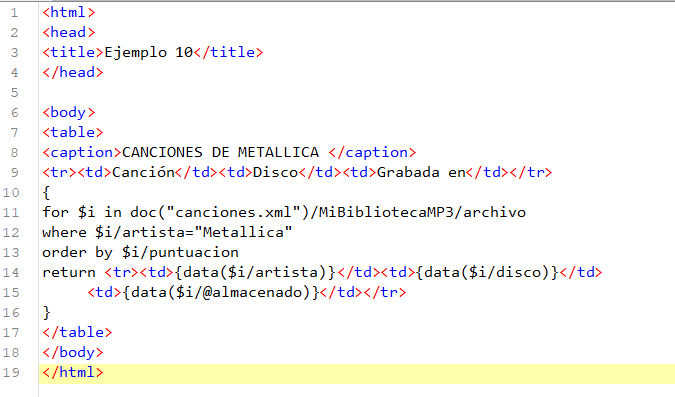 1 <html>
2 <head>
3 <title>Ejemplo 10</title>
4 </head>
5
6 <body>
7 <table>
8 <caption>CANCIONES DE METALLICA </caption>
9 <tr><td>Canción</td><td>Disco</td><td>Grabada en</td></tr>
10 {
11 for $i in doc("canciones.xml")/MiBibliotecaMP3/archivo
12 where $i/artista="Metallica"
13 order by $i/puntuacion
14 return <tr><td>{data($i/artista)}</td><td>{data($i/disco)}</td>
15 <td>{data($i/@almacenado)}</td></tr>
16 }
17 </table>
18 </body>
19 </html>